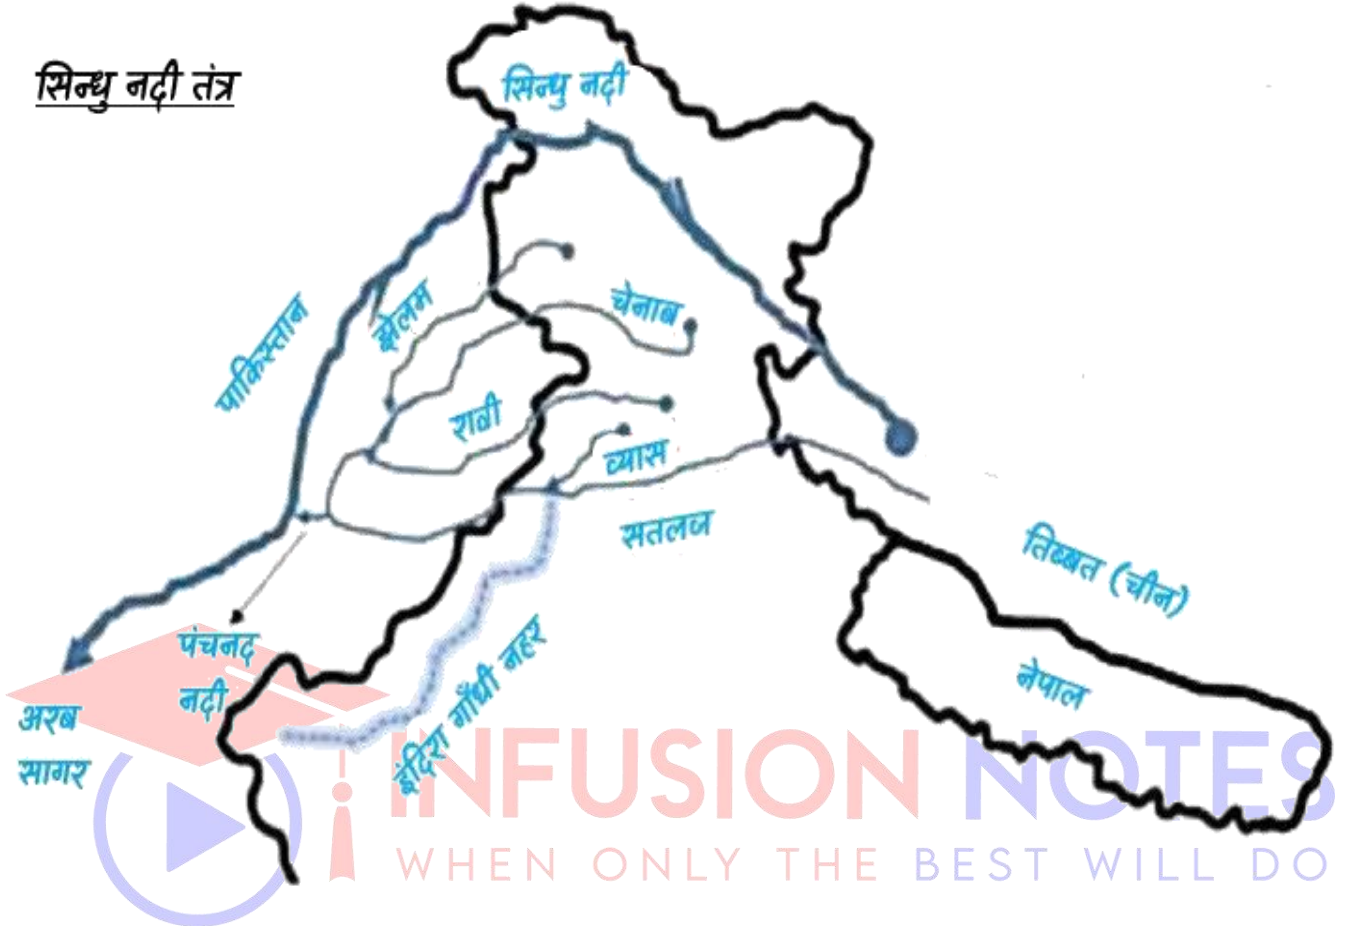 सिन्धु नदी तंत्र
सिन्धु नदी
पाकिस्तान
झेलम
चेनाब
रावी
व्यास
सतलज
तिब्बत (चीन)
नेपाल
पंचनद
नदी
इंदिरा गाँधी नहर
अरब
सागर
INFUSION NOTES
WHEN ONLY THE BEST WILL DO